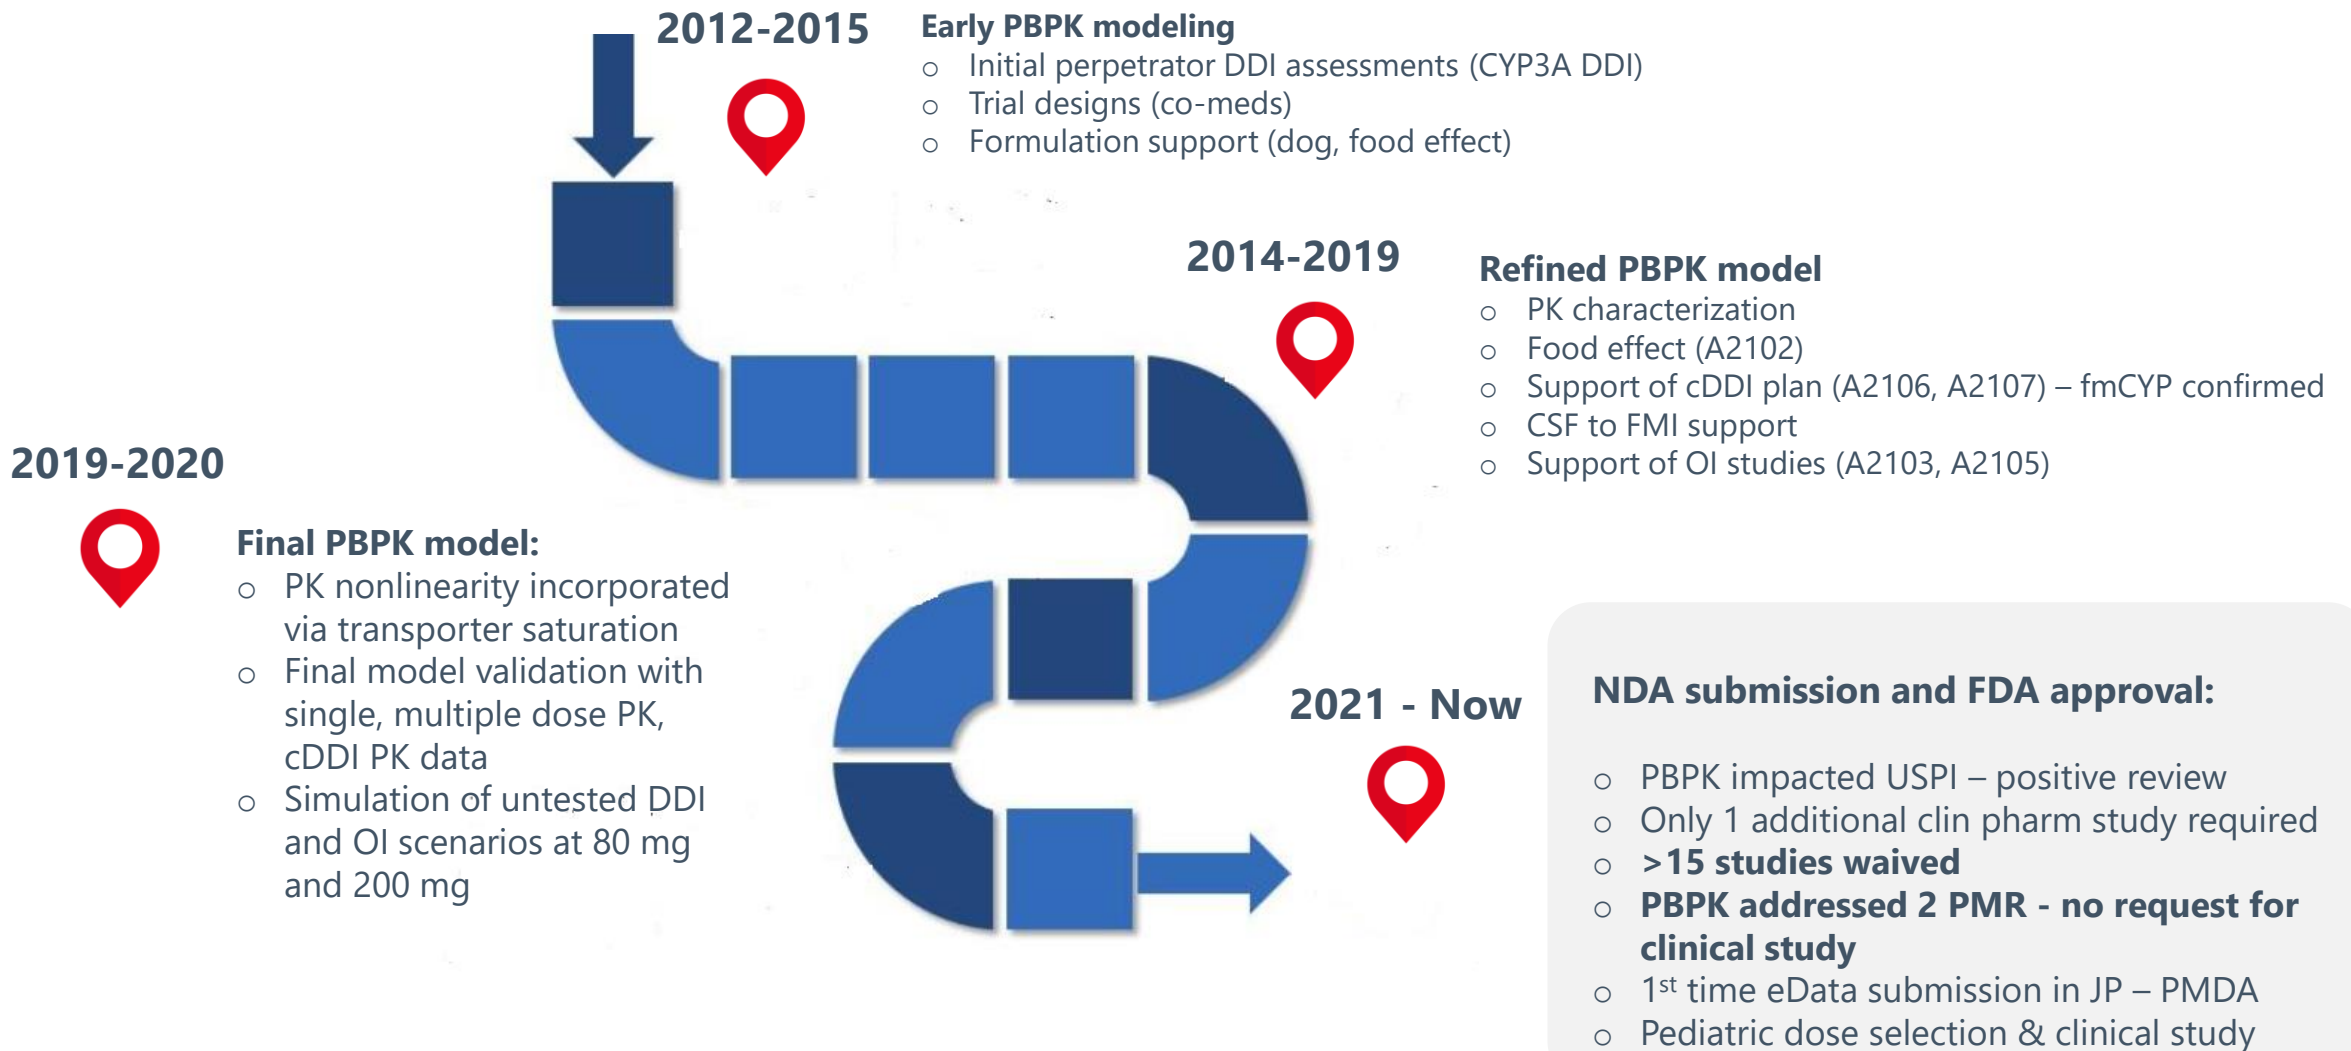 2012-2015
Early PBPK modeling
o Initial perpetrator DDI assessments (CYP3A DDI)
o Trial designs (co-meds)
o Formulation support (dog, food effect)
2014-2019
Refined PBPK model
o PK characterization
o Food effect (A2102)
o Support of cDDI plan (A2106, A2107) – fmCYP confirmed
o CSF to FMI support
o Support of OI studies (A2103, A2105)
2019-2020
Final PBPK model:
o PK nonlinearity incorporated
via transporter saturation
o Final model validation with
single, multiple dose PK,
cDDI PK data
o Simulation of untested DDI
and OI scenarios at 80 mg
and 200 mg
2021 - Now
NDA submission and FDA approval:
o PBPK impacted USPI – positive review
o Only 1 additional clin pharm study required
o >15 studies waived
o PBPK addressed 2 PMR - no request for
clinical study
o 1st time eData submission in JP – PMDA
o Pediatric dose selection & clinical study